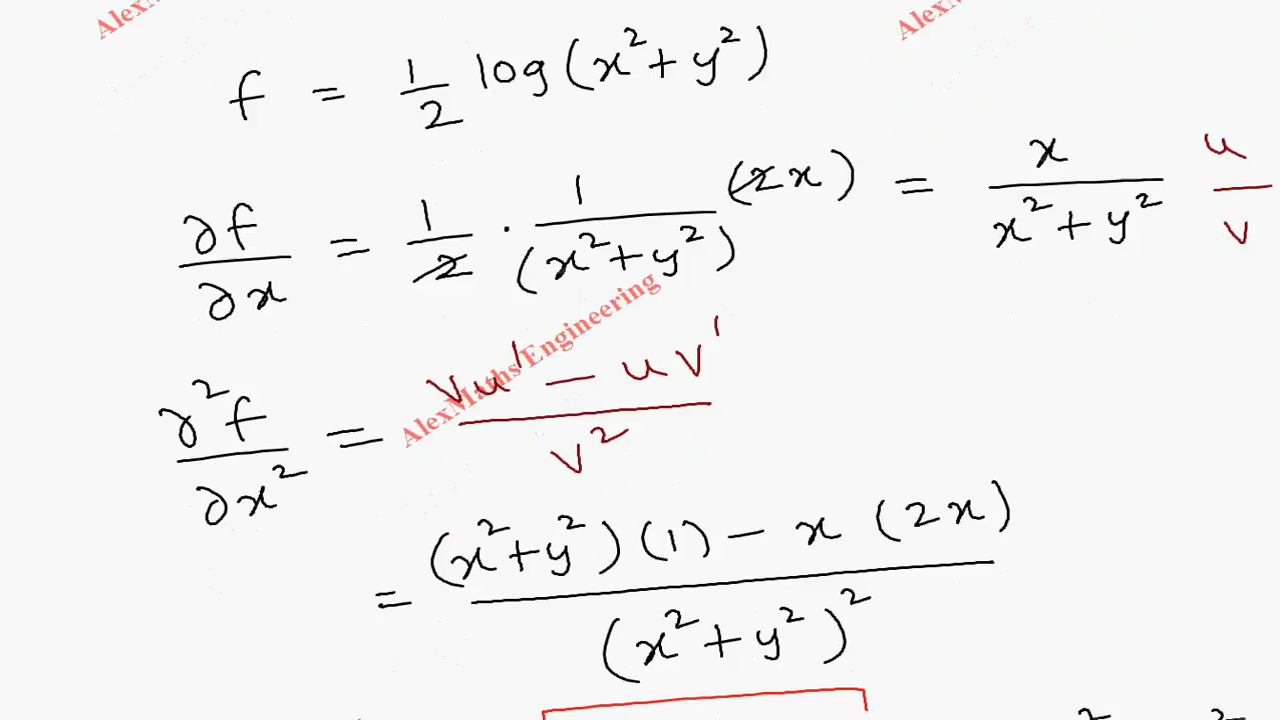 f = 1/2 log(x² + y²)
∂f/∂x = 1/2 · 1/(x² + y²) (2x) = x/(x² + y²) u/v
∂²f/∂x² = (vu' − uv')/v²
= ((x² + y²)(1) − x(2x))/(x² + y²)²
AlexMaths Engineering